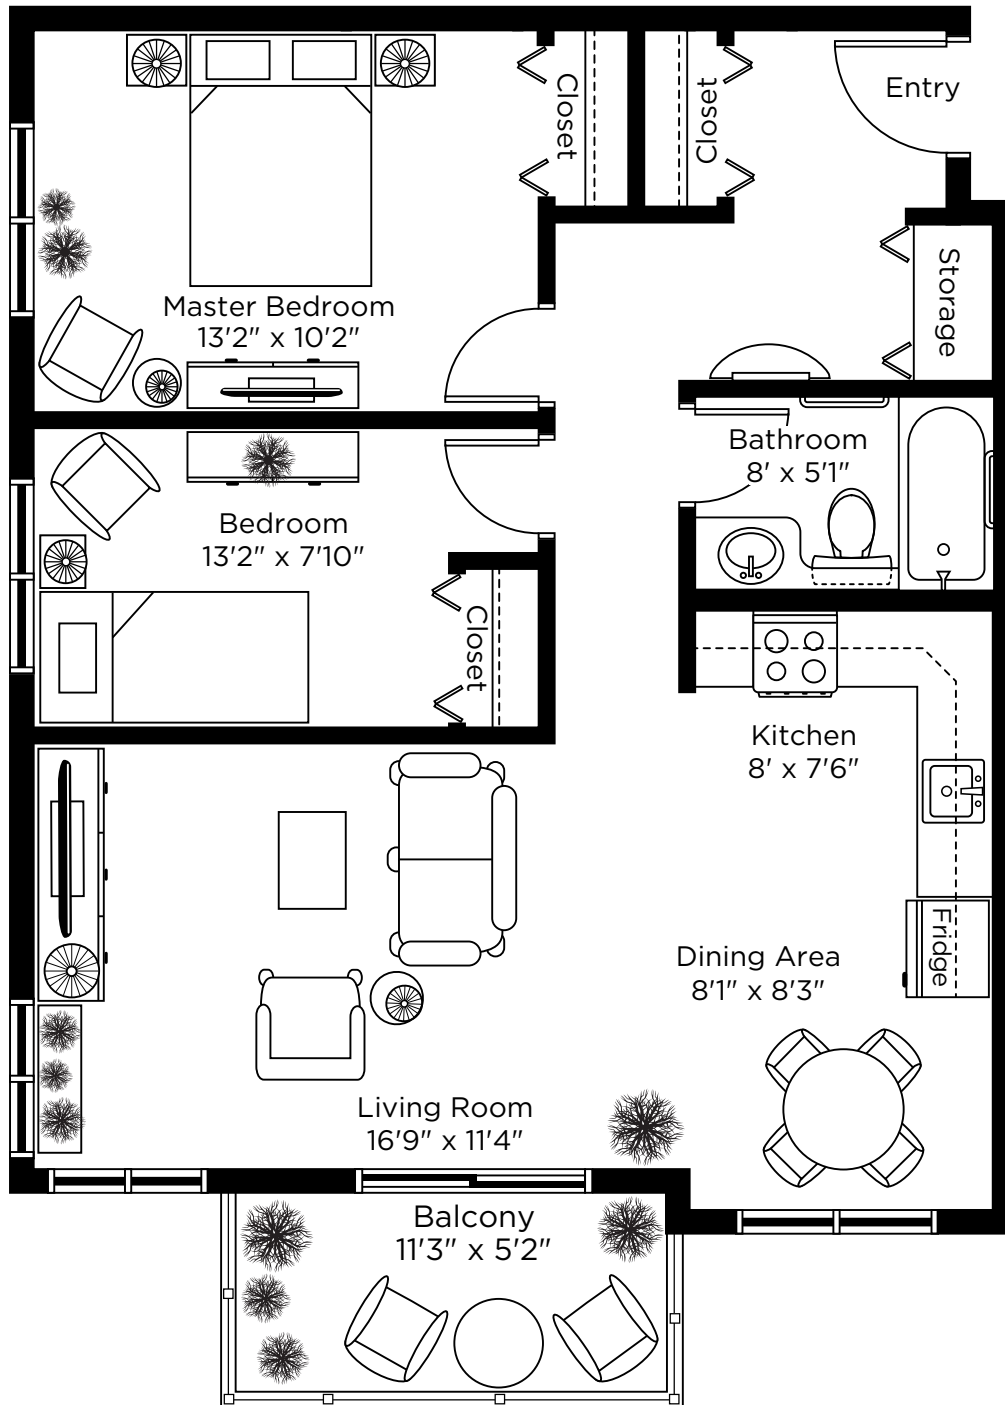 Closet
Closet
Entry
Storage
Master Bedroom
13'2" x 10'2"
Bathroom
8' x 5'1"
Bedroom
13'2" x 7'10"
Closet
Kitchen
8' x 7'6"
Fridge
Dining Area
8'1" x 8'3"
Living Room
16'9" x 11'4"
Balcony
11'3" x 5'2"